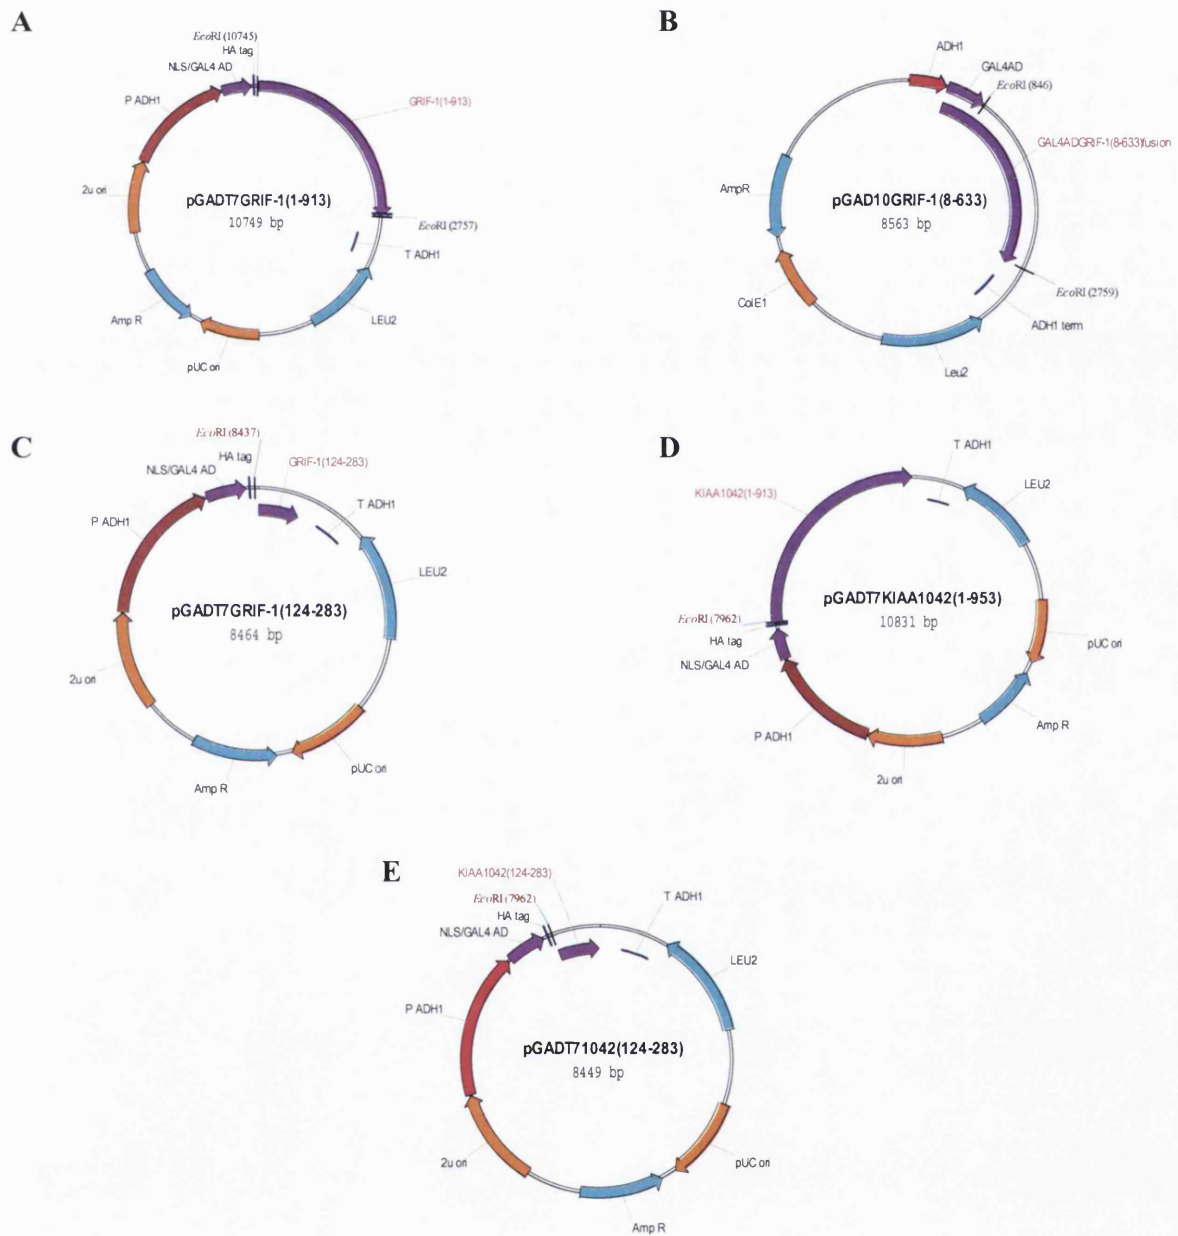 A
EcoRI (10745)
HA tag
NLS/GAL4 AD
P ADH1
GRIF-1(1-913)
2u ori
pGADT7GRIF-1(1-913)
10749 bp
EcoRI (2757)
T ADH1
Amp R
LEU2
pUC ori
B
ADH1
GAL4AD
EcoRI (846)
GAL4ADGRIF-1(8-633)fusion
AmpR
pGAD10GRIF-1(8-633)
8563 bp
ColE1
EcoRI (2759)
ADH1 term
Leu2
C
EcoRI (8437)
HA tag
GRIF-1(124-283)
NLS/GAL4 AD
T ADH1
P ADH1
LEU2
pGADT7GRIF-1(124-283)
8464 bp
2u ori
pUC ori
Amp R
D
T ADH1
KIAA1042(1-913)
LEU2
pGADT7KIAA1042(1-953)
10831 bp
EcoRI (7962)
HA tag
NLS/GAL4 AD
pUC ori
P ADH1
Amp R
2u ori
E
KIAA1042(124-283)
EcoRI (7962)
HA tag
NLS/GAL4 AD
T ADH1
LEU2
P ADH1
pGADT71042(124-283)
8449 bp
2u ori
pUC ori
Amp R